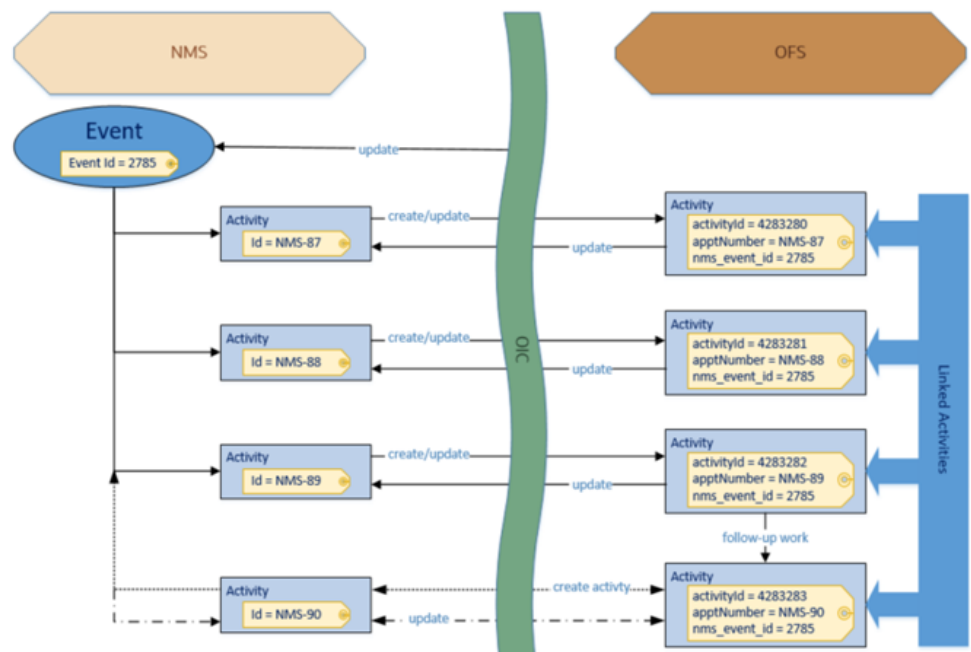 NMS
OFS
Event
Event Id = 2785
update
Activity
Id = NMS-87
create/update
update
Activity
activityId = 4283280
apptNumber = NMS-87
nms_event_id = 2785
Activity
Id = NMS-88
create/update
update
OIC
Activity
activityId = 4283281
apptNumber = NMS-88
nms_event_id = 2785
Linked Activities
Activity
Id = NMS-89
create/update
update
Activity
activityId = 4283282
apptNumber = NMS-89
nms_event_id = 2785
follow-up work
Activity
Id = NMS-90
create activty
update
Activity
activityId = 4283283
apptNumber = NMS-90
nms_event_id = 2785